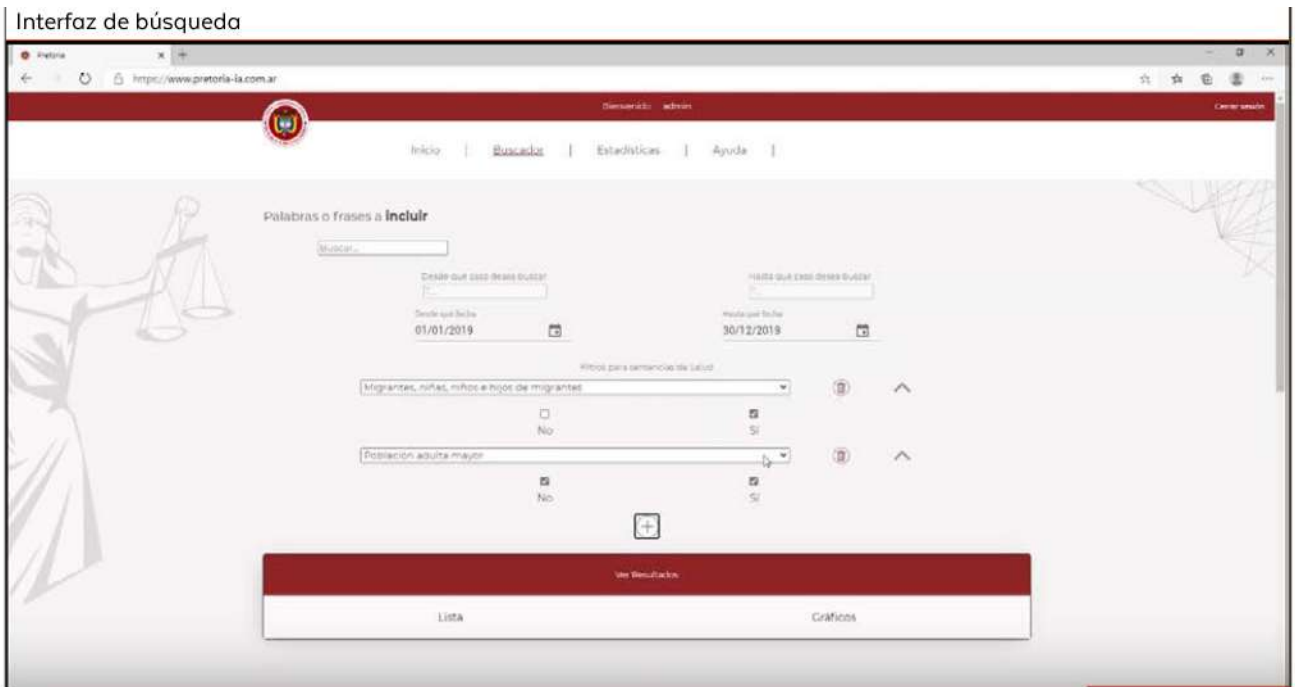 Interfaz de búsqueda
Pretoria
https://www.pretoria-ia.com.ar
Bienvenido admin
Cerrar sesión
Inicio | Buscador | Estadísticas | Ayuda |
Palabras o frases a incluir
Buscar...
Desde que caso desea buscar
Hasta que caso desea buscar
Desde que fecha
Hasta que fecha
01/01/2019
30/12/2019
Filtros para sentencias de Salud
Migrantes, niñas, niños e hijos de migrantes
No
Sí
Población adulta mayor
No
Sí
Ver Resultados
Lista
Gráficos